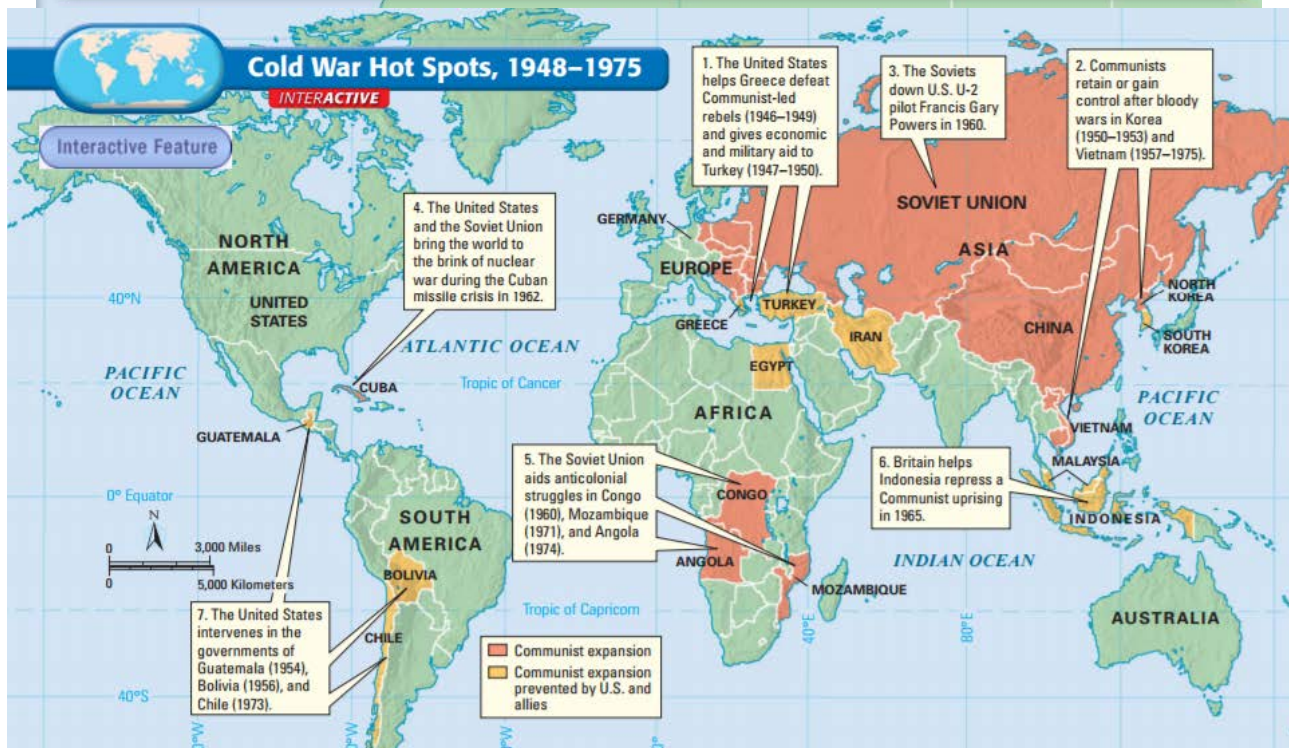 Cold War Hot Spots, 1948–1975
INTERACTIVE
Interactive Feature
1. The United States
helps Greece defeat
Communist-led
rebels (1946–1949)
and gives economic
and military aid to
Turkey (1947–1950).
3. The Soviets
down U.S. U-2
pilot Francis Gary
Powers in 1960.
2. Communists
retain or gain
control after bloody
wars in Korea
(1950–1953) and
Vietnam (1957–1975).
4. The United States
and the Soviet Union
bring the world to
the brink of nuclear
war during the Cuban
missile crisis in 1962.
NORTH
AMERICA
UNITED
STATES
40°N
GERMANY
EUROPE
SOVIET UNION
ASIA
TURKEY
GREECE
IRAN
CHINA
NORTH
KOREA
SOUTH
KOREA
ATLANTIC OCEAN
PACIFIC
OCEAN
Tropic of Cancer
CUBA
EGYPT
AFRICA
PACIFIC
OCEAN
GUATEMALA
VIETNAM
MALAYSIA
5. The Soviet Union
aids anticolonial
struggles in Congo
(1960), Mozambique
(1971), and Angola
(1974).
6. Britain helps
Indonesia repress a
Communist uprising
in 1965.
CONGO
0° Equator
INDONESIA
N
SOUTH
AMERICA
0 3,000 Miles
0 5,000 Kilometers
ANGOLA
INDIAN OCEAN
BOLIVIA
MOZAMBIQUE
7. The United States
intervenes in the
governments of
Guatemala (1954),
Bolivia (1956), and
Chile (1973).
Tropic of Capricorn
CHILE
40°E
80°E
AUSTRALIA
Communist expansion
Communist expansion
prevented by U.S. and
allies
40°S